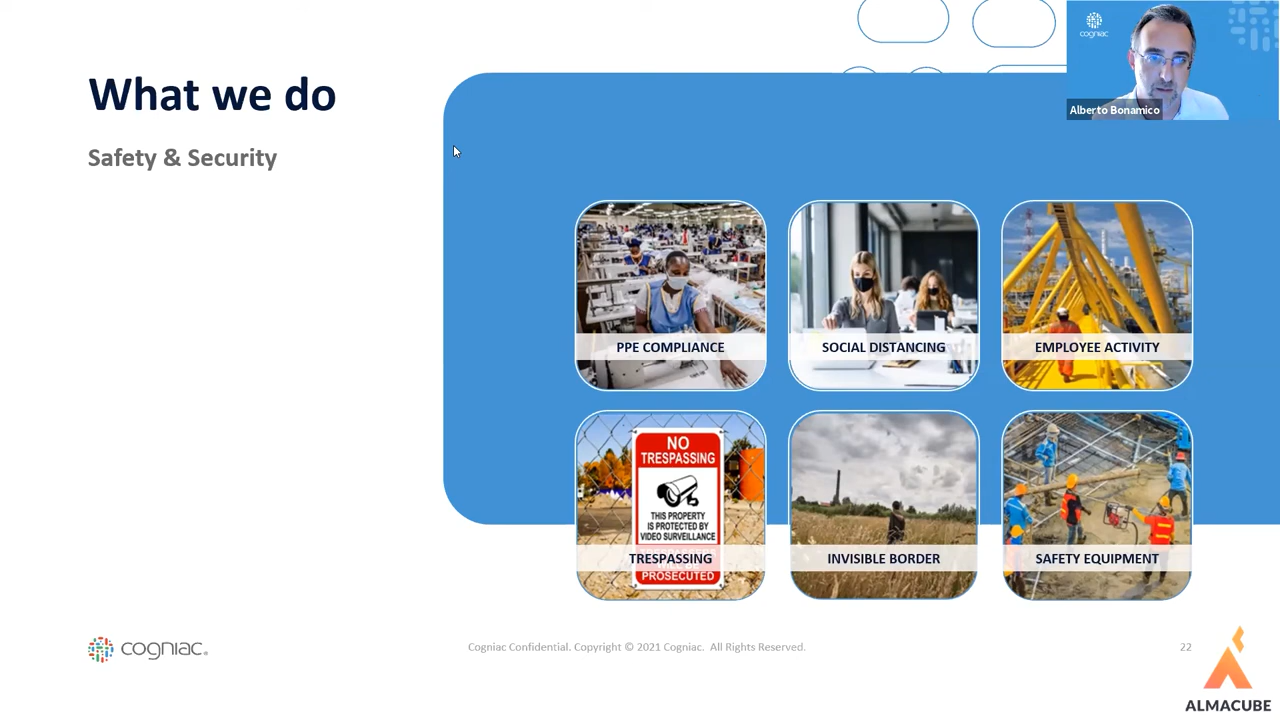 What we do
Safety & Security
cogniac
Alberto Bonamico
PPE COMPLIANCE
SOCIAL DISTANCING
EMPLOYEE ACTIVITY
NO
TRESPASSING
THIS PROPERTY
IS PROTECTED BY
VIDEO SURVEILLANCE
TRESPASSING
PROSECUTED
INVISIBLE BORDER
SAFETY EQUIPMENT
cogniac®
Cogniac Confidential. Copyright © 2021 Cogniac. All Rights Reserved.
22
ALMACUBE